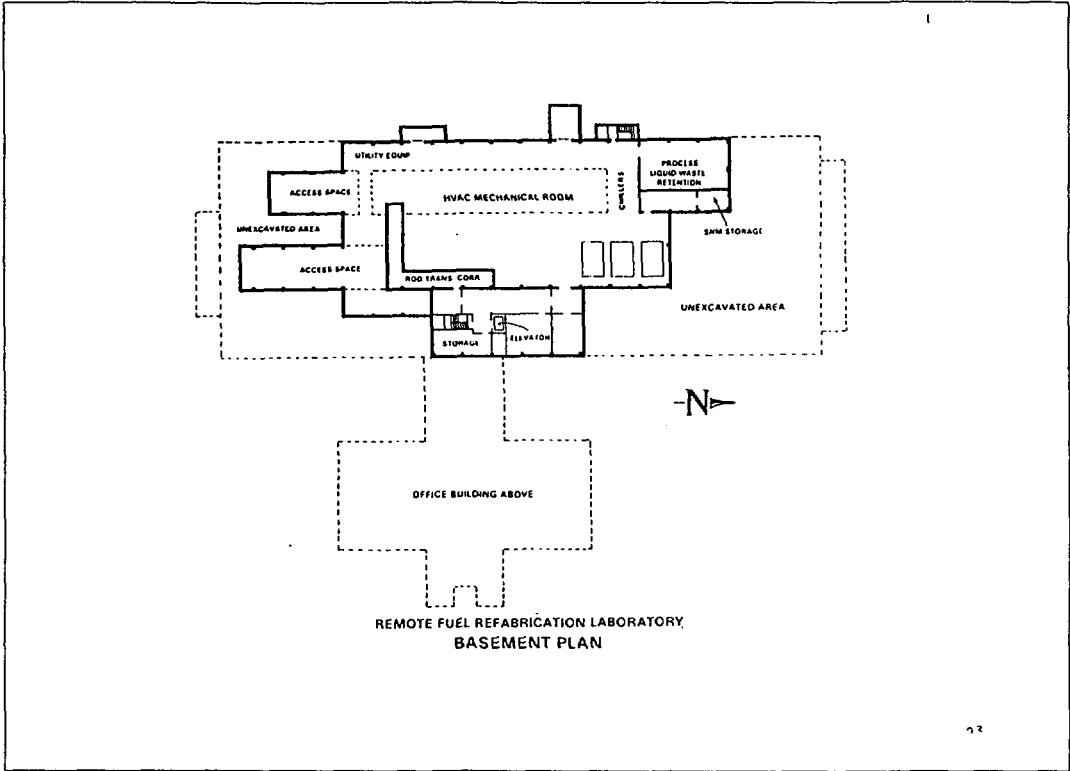 UTILITY EQUIP
PROCESS
LIQUID WASTE
RETENTION
ACCESS SPACE
HVAC MECHANICAL ROOM
CHILLERS
UNEXCAVATED AREA
SNM STORAGE
ACCESS SPACE
ROD TRANS CORR
UNEXCAVATED AREA
STORAGE
ELEVATOR
N
OFFICE BUILDING ABOVE
REMOTE FUEL REFABRICATION LABORATORY
BASEMENT PLAN